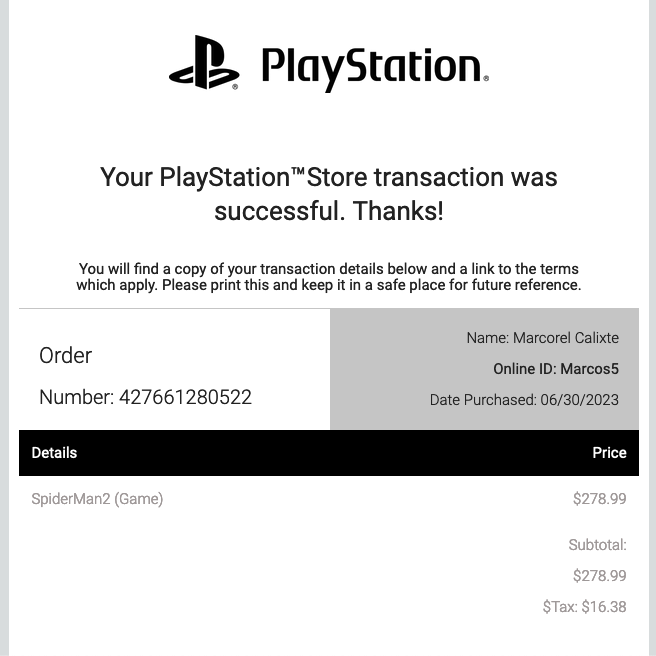 PlayStation®
Your PlayStation™Store transaction was
successful. Thanks!
You will find a copy of your transaction details below and a link to the terms
which apply. Please print this and keep it in a safe place for future reference.
Order
Number: 427661280522
Name: Marcorel Calixte
Online ID: Marcos5
Date Purchased: 06/30/2023
Details Price
SpiderMan2 (Game) $278.99
Subtotal:
$278.99
$Tax: $16.38